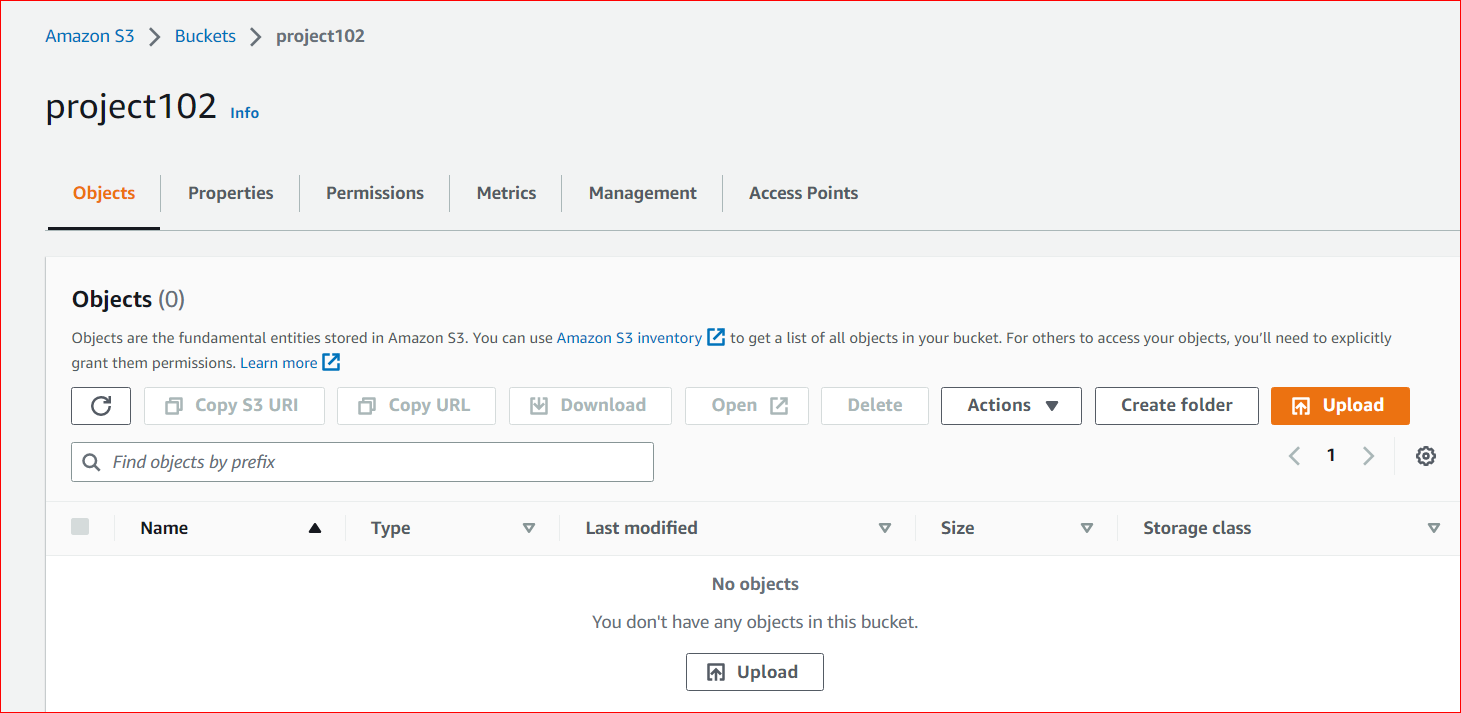 Amazon S3 > Buckets > project102
project102 Info
Objects Properties Permissions Metrics Management Access Points
Objects (0)
Objects are the fundamental entities stored in Amazon S3. You can use Amazon S3 inventory to get a list of all objects in your bucket. For others to access your objects, you’ll need to explicitly
grant them permissions. Learn more
Copy S3 URI Copy URL Download Open Delete Actions Create folder Upload
Find objects by prefix 1
Name Type Last modified Size Storage class
No objects
You don't have any objects in this bucket.
Upload